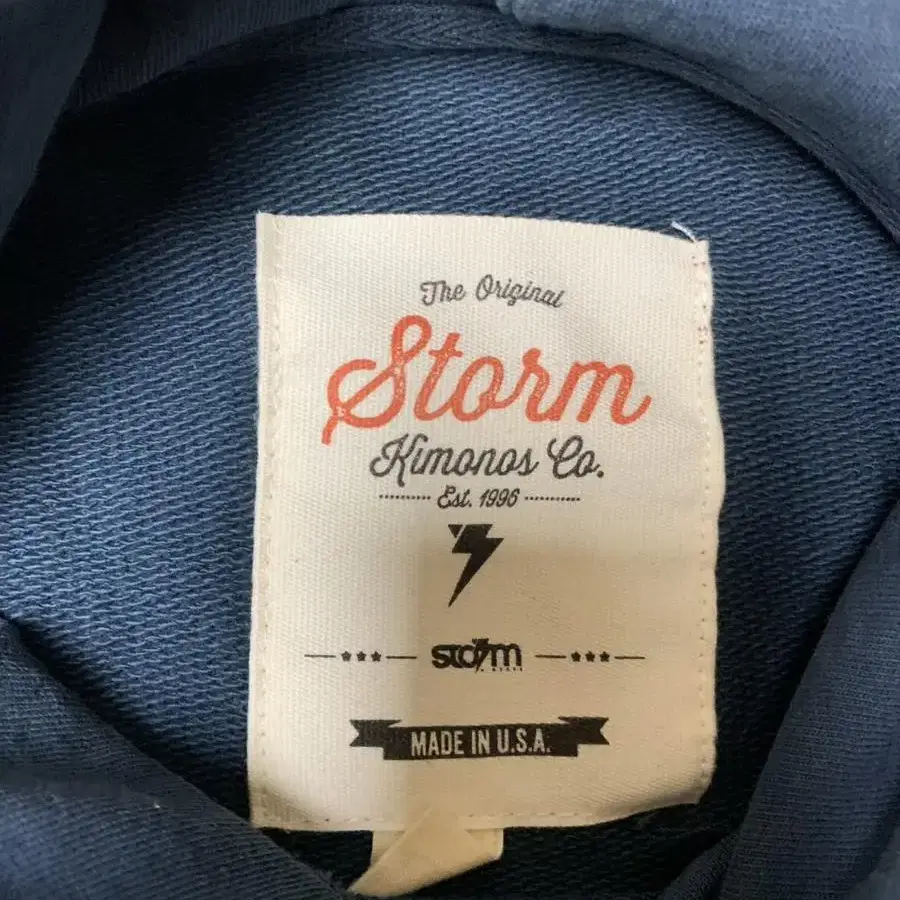 The Original
Storm
Kimonos Co.
Est. 1996
storm
MADE IN U.S.A.